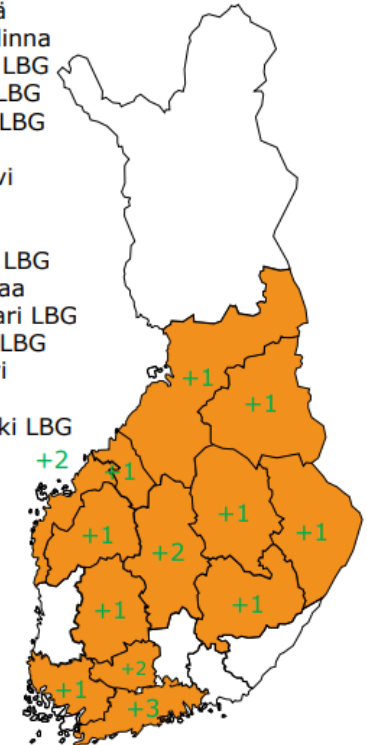 ä
linna
LBG
LBG
LBG
vi
LBG
aa
ari LBG
LBG
ri
ki LBG
+1
+1
+2
+1
+1
+1
+1
+2
+1
+1
+2
+1
+3